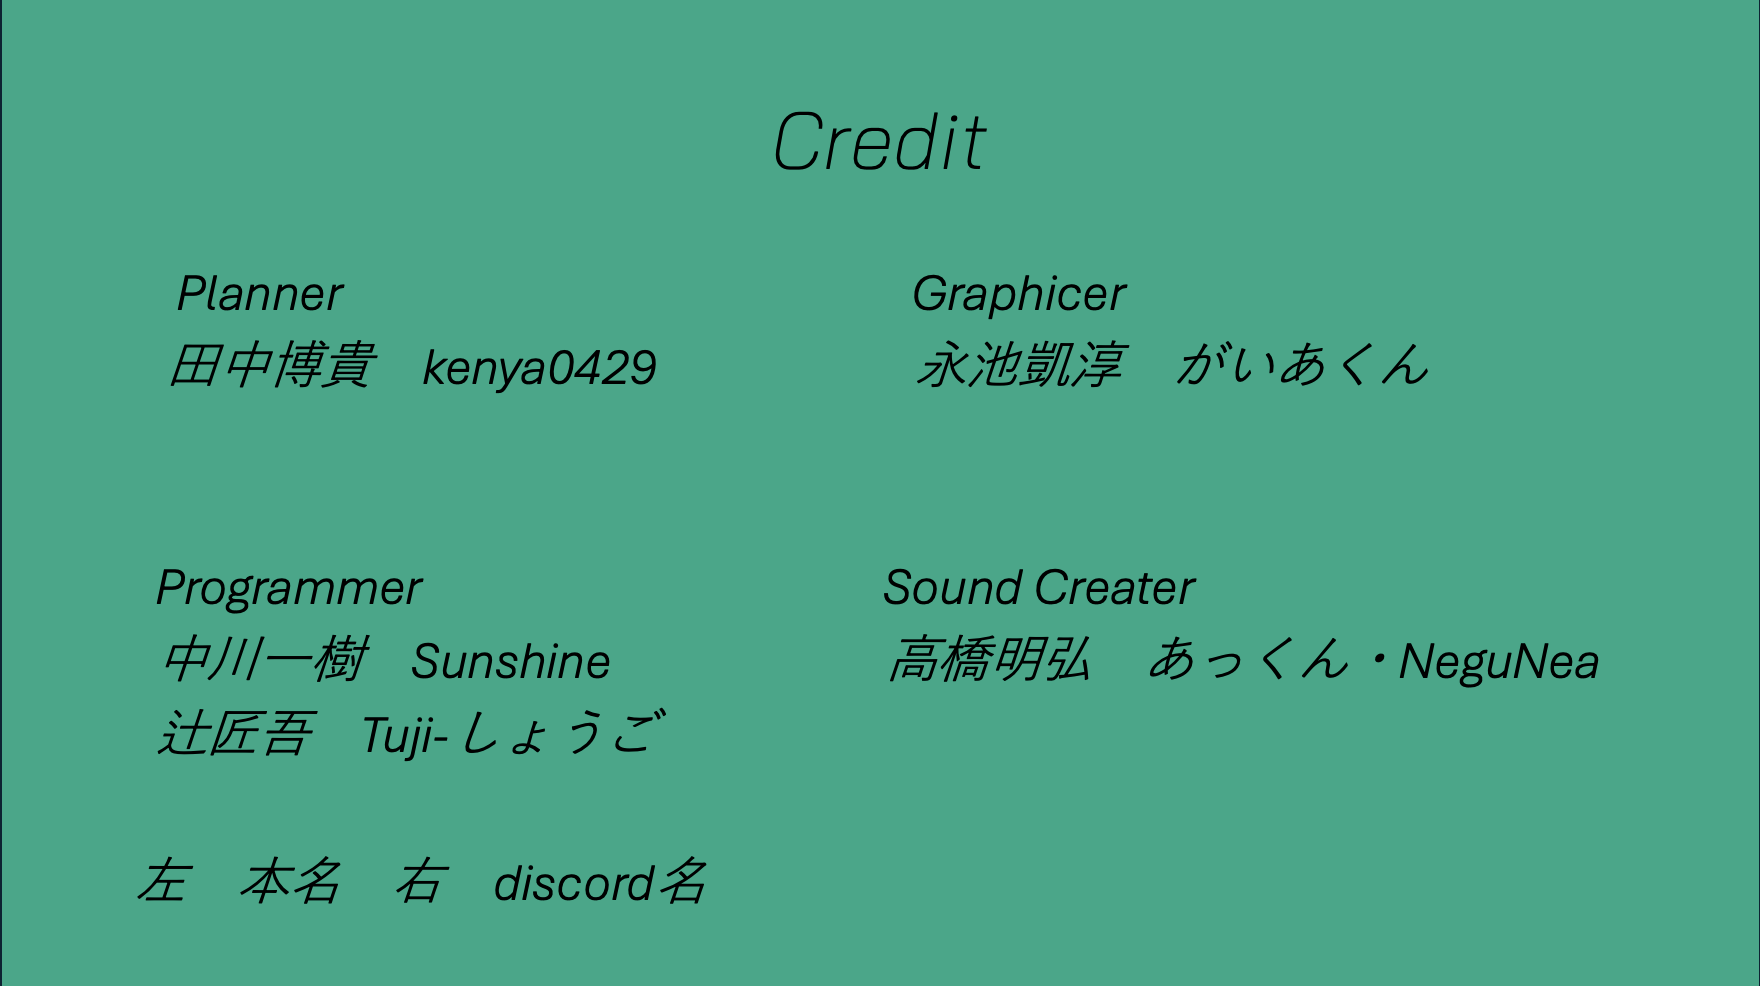 Credit
Planner
田中博貴　kenya0429
Graphicer
永池凱淳　がいあくん
Programmer
中川一樹　Sunshine
辻匠吾　Tuji-しょうご
Sound Creater
高橋明弘　あっくん・NeguNea
左　本名　右　discord名